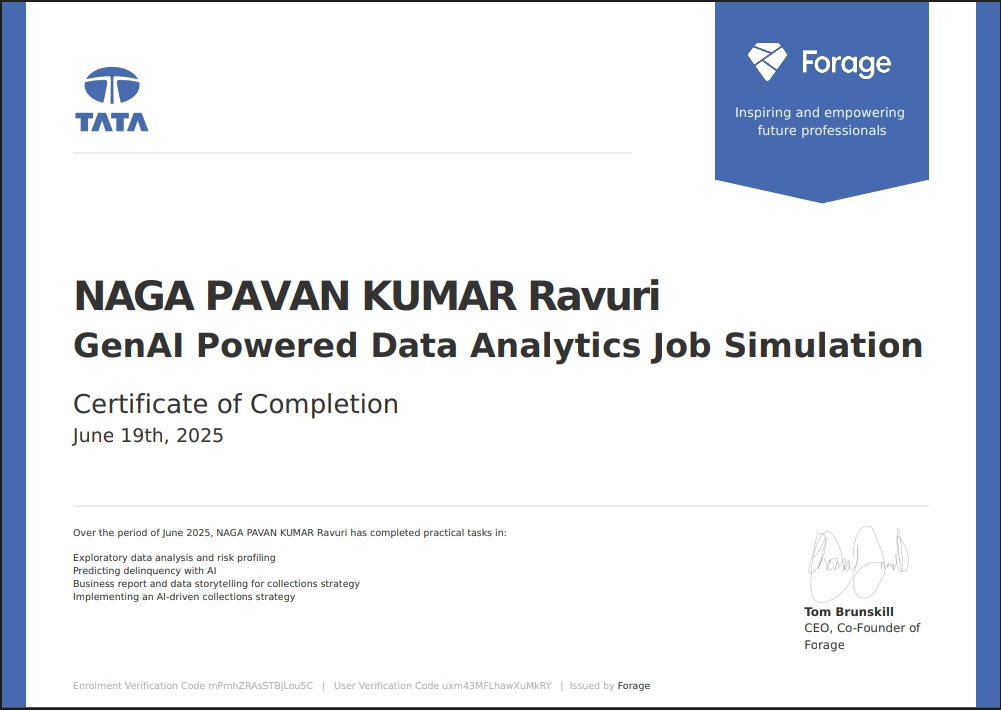 TATA
Forage
Inspiring and empowering
future professionals
NAGA PAVAN KUMAR Ravuri
GenAI Powered Data Analytics Job Simulation
Certificate of Completion
June 19th, 2025
Over the period of June 2025, NAGA PAVAN KUMAR Ravuri has completed practical tasks in:
Exploratory data analysis and risk profiling
Predicting delinquency with AI
Business report and data storytelling for collections strategy
Implementing an AI-driven collections strategy
Tom Brunskill
CEO, Co-Founder of
Forage
Enrolment Verification Code mPmhZRAsSTBjLou5C | User Verification Code uxm43MFLhawXuMkRY | Issued by Forage